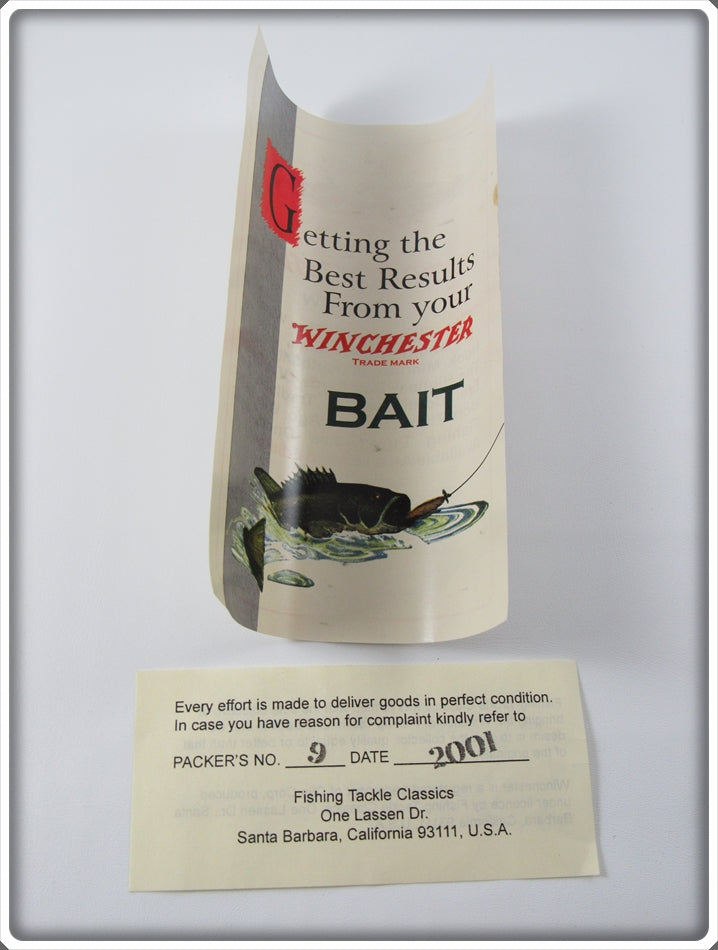 Getting the
Best Results
From your
WINCHESTER
TRADE MARK
BAIT
Every effort is made to deliver goods in perfect condition.
In case you have reason for complaint kindly refer to
PACKER'S NO. 9 DATE 2001
Fishing Tackle Classics
One Lassen Dr.
Santa Barbara, California 93111, U.S.A.